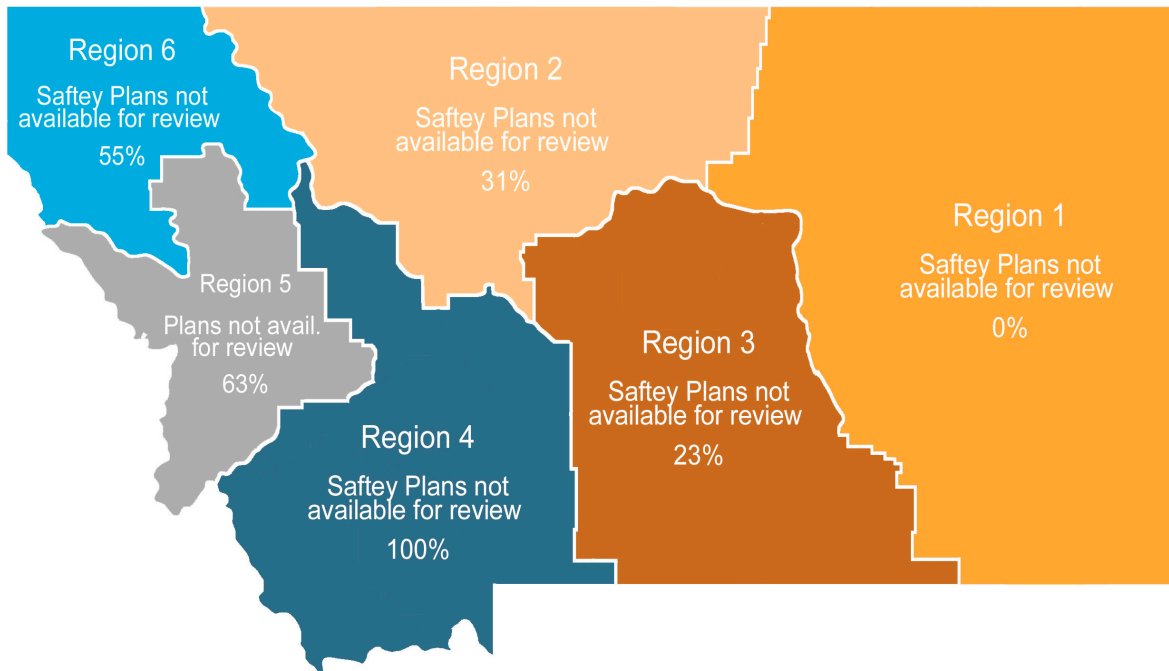 Region 6
Saftey Plans not
available for review
55%
Region 2
Saftey Plans not
available for review
31%
Region 1
Saftey Plans not
available for review
0%
Region 5
Plans not avail.
for review
63%
Region 3
Saftey Plans not
available for review
23%
Region 4
Saftey Plans not
available for review
100%